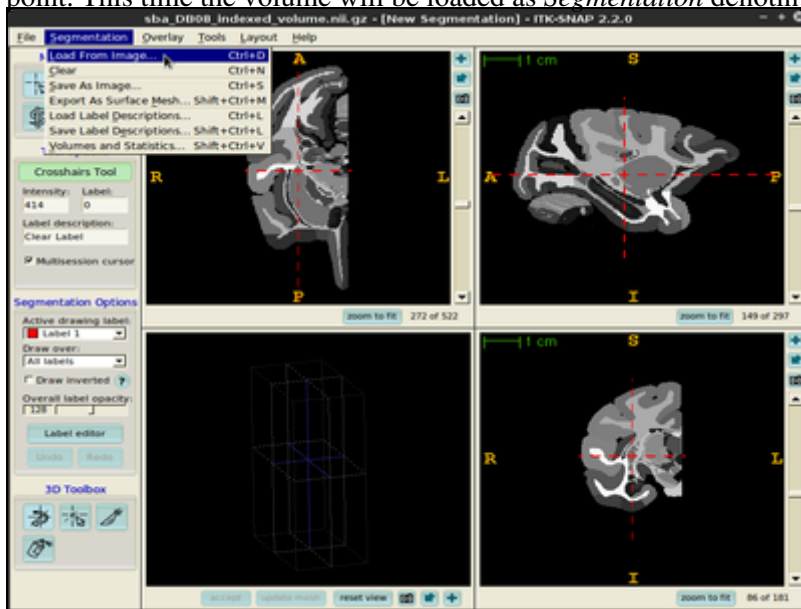 point. This time the volume will be loaded as Segmentation denoting
sba_DB08_indexed_volume.nii.gz - [New Segmentation] - ITK-SNAP 2.2.0
File Segmentation Overlay Tools Layout Help
Load From Image... Ctrl+O
Clear Ctrl+N
Save As Image... Ctrl+S
Export As Surface Mesh... Shift+Ctrl+M
Load Label Descriptions... Ctrl+L
Save Label Descriptions... Shift+Ctrl+L
Volumes and Statistics... Shift+Ctrl+V
Crosshairs Tool
Intensity: Label:
414 0
Label description:
Clear Label
Multisession cursor
Segmentation Options
Active drawing label:
Label 1
Draw over:
All labels
Draw inverted ?
Overall label opacity:
128
Label editor
Undo Redo
3D Toolbox
A
R L
P
zoom to fit 272 of 522
1 cm S
A P
I
zoom to fit 149 of 297
accept update mesh reset view
1 cm S
R L
I
zoom to fit 86 of 181